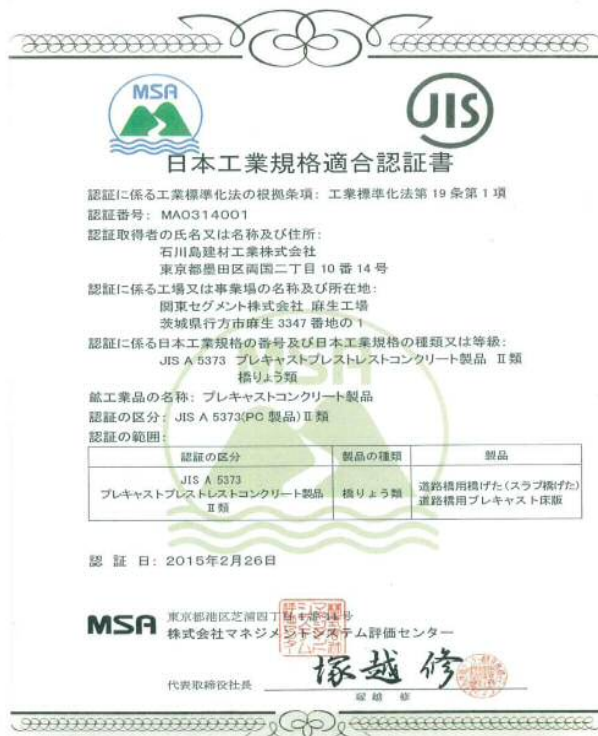 MSA
JIS
日本工業規格適合認証書
認証に係る工業標準化法の根拠条項: 工業標準化法第 19 条第 1 項
認証番号: MA0314001
認証取得者の氏名又は名称及び住所:
石川島建材工業株式会社
東京都墨田区両国二丁目 10 番 14 号
認証に係る工場又は事業場の名称及び所在地:
関東セグメント株式会社 麻生工場
茨城県行方市麻生 3347 番地の 1
認証に係る日本工業規格の番号及び日本工業規格の種類又は等級:
JIS A 5373 プレキャストプレストレストコンクリート製品 Ⅱ類
橋りょう類
鉱工業品の名称: プレキャストコンクリート製品
認証の区分: JIS A 5373(PC 製品)Ⅱ類
認証の範囲:
認証の区分 製品の種類 製品
JIS A 5373
プレキャストプレストレストコンクリート製品
Ⅱ類
橋りょう類
道路橋用橋げた(スラブ橋げた)
道路橋用プレキャスト床版
MSA
認 証 日: 2015年2月26日
MSA
東京都港区芝浦四丁目
株式会社マネジメントシステム評価センター
代表取締役社長
塚越修
塚 越 修